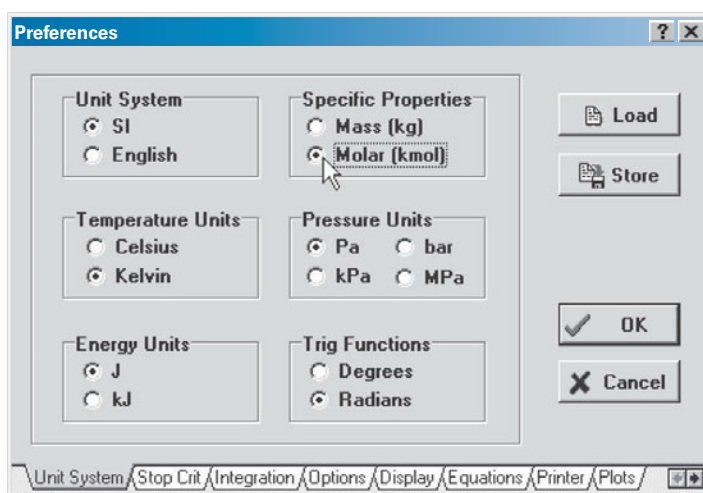 Preferences
Unit System
SI
English
Specific Properties
Mass (kg)
Molar (kmol)
Load
Store
Temperature Units
Celsius
Kelvin
Pressure Units
Pa
bar
kPa
MPa
Energy Units
J
kJ
Trig Functions
Degrees
Radians
OK
Cancel
Unit System Stop Crit Integration Options Display Equations Printer Plots